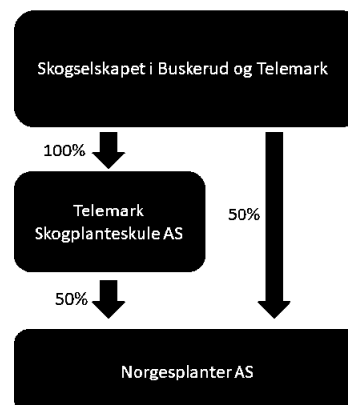 Skogselskapet i Buskerud og Telemark
100%
Telemark
Skogplanteskule AS
50%
50%
Norgesplanter AS